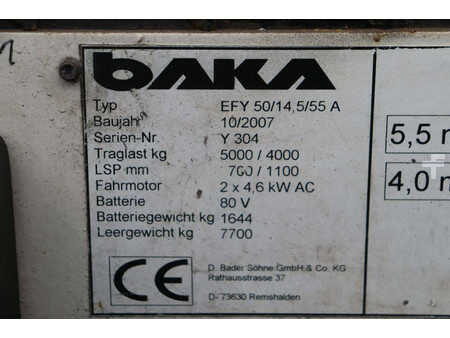 BAKA
Typ EFY 50/14,5/55 A
Baujahr 10/2007
Serien-Nr. Y 304
Traglast kg 5000 / 4000
LSP mm 700 / 1100
Fahrmotor 2 x 4,6 kW AC
Batterie 80 V
Batteriegewicht kg 1644
Leergewicht kg 7700
CE
D. Bader Söhne GmbH & Co. KG
Rathausstrasse 37
D- 73630 Remshalden
5,5
4,0